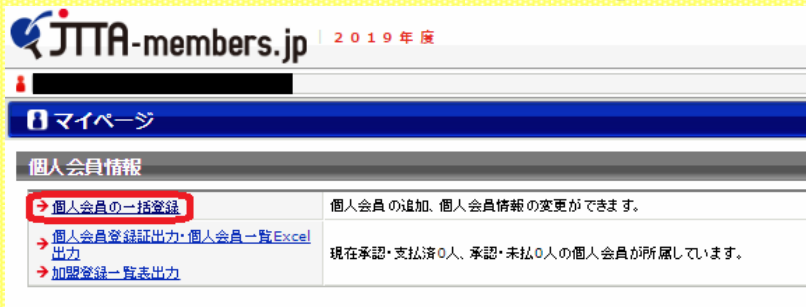 JTTA-members.jp 2019年度
マイページ
個人会員情報
個人会員の一括登録 個人会員の追加、個人会員情報の変更ができます。
個人会員登録証出力・個人会員一覧Excel
出力
現在承認・支払済0人、承認・未払0人の個人会員が所属しています。
加盟登録一覧表出力